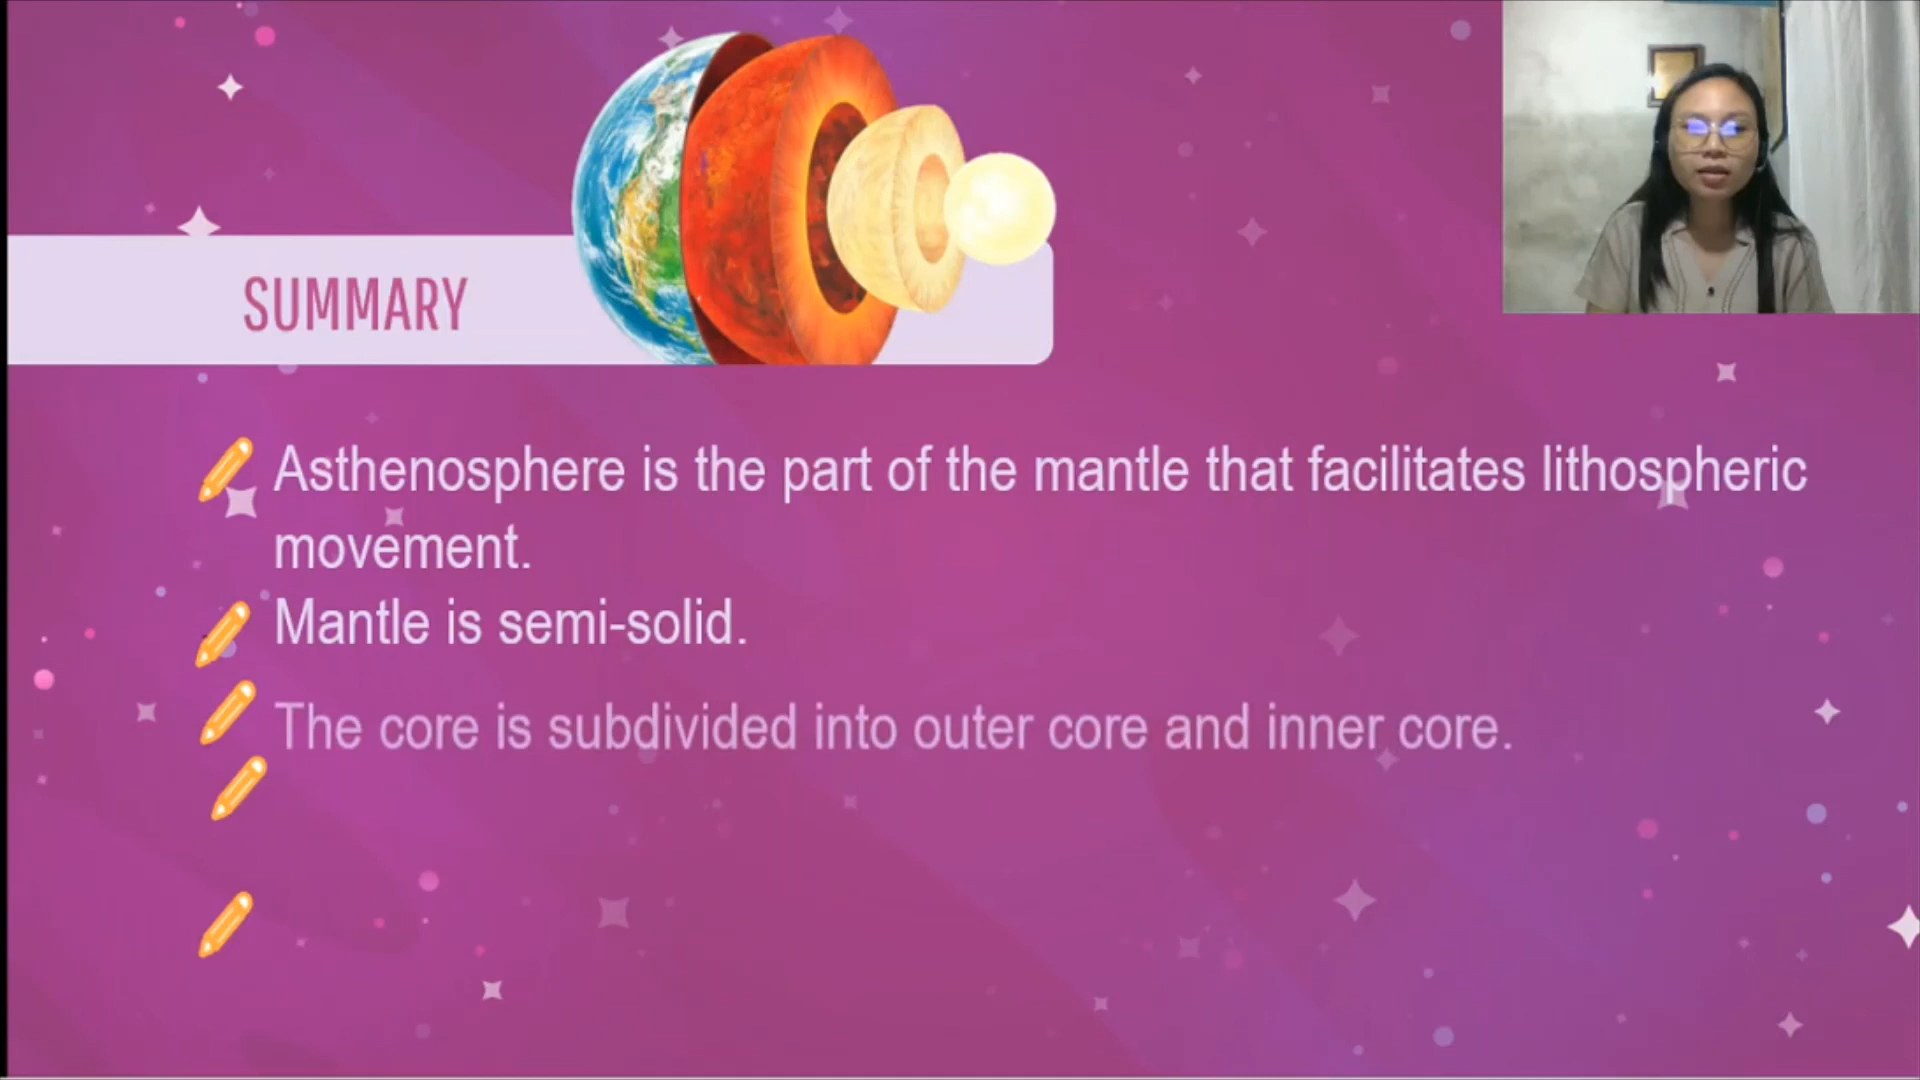 SUMMARY
Asthenosphere is the part of the mantle that facilitates lithospheric
movement.
Mantle is semi-solid.
The core is subdivided into outer core and inner core.